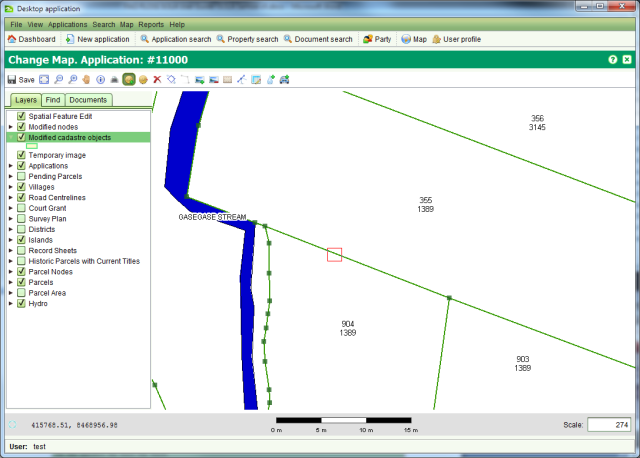 Desktop application
File View Applications Search Map Reports Help
Dashboard New application Application search Property search Document search Party Map User profile
Change Map. Application: #11000
Save
Layers Find Documents
Spatial Feature Edit
Modified nodes
Modified cadastre objects
Temporary image
Applications
Pending Parcels
Villages
Road Centrelines
Court Grant
Survey Plan
Districts
Islands
Record Sheets
Historic Parcels with Current Titles
Parcel Nodes
Parcels
Parcel Area
Hydro
356
3145
355
1389
GASEGASE STREAM
904
1389
903
1389
415768.51, 8468956.98
0 m 5 m 10 m 15 m
Scale: 274
User: test